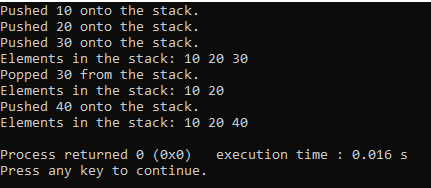 Pushed 10 onto the stack.
Pushed 20 onto the stack.
Pushed 30 onto the stack.
Elements in the stack: 10 20 30
Popped 30 from the stack.
Elements in the stack: 10 20
Pushed 40 onto the stack.
Elements in the stack: 10 20 40
Process returned 0 (0x0)   execution time : 0.016 s
Press any key to continue.